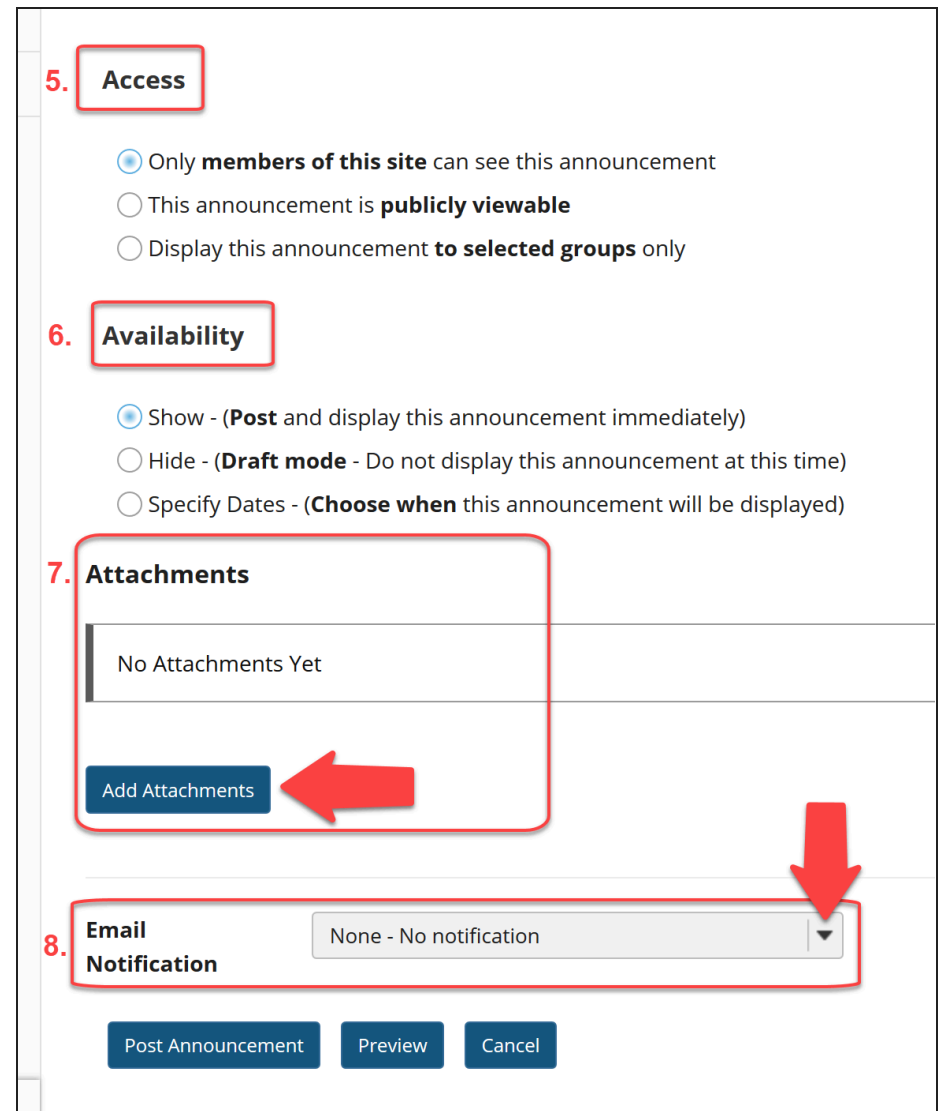 5. Access
Only members of this site can see this announcement
This announcement is publicly viewable
Display this announcement to selected groups only
6. Availability
Show - (Post and display this announcement immediately)
Hide - (Draft mode - Do not display this announcement at this time)
Specify Dates - (Choose when this announcement will be displayed)
7. Attachments
No Attachments Yet
Add Attachments
8. Email
Notification
None - No notification
Post Announcement Preview Cancel